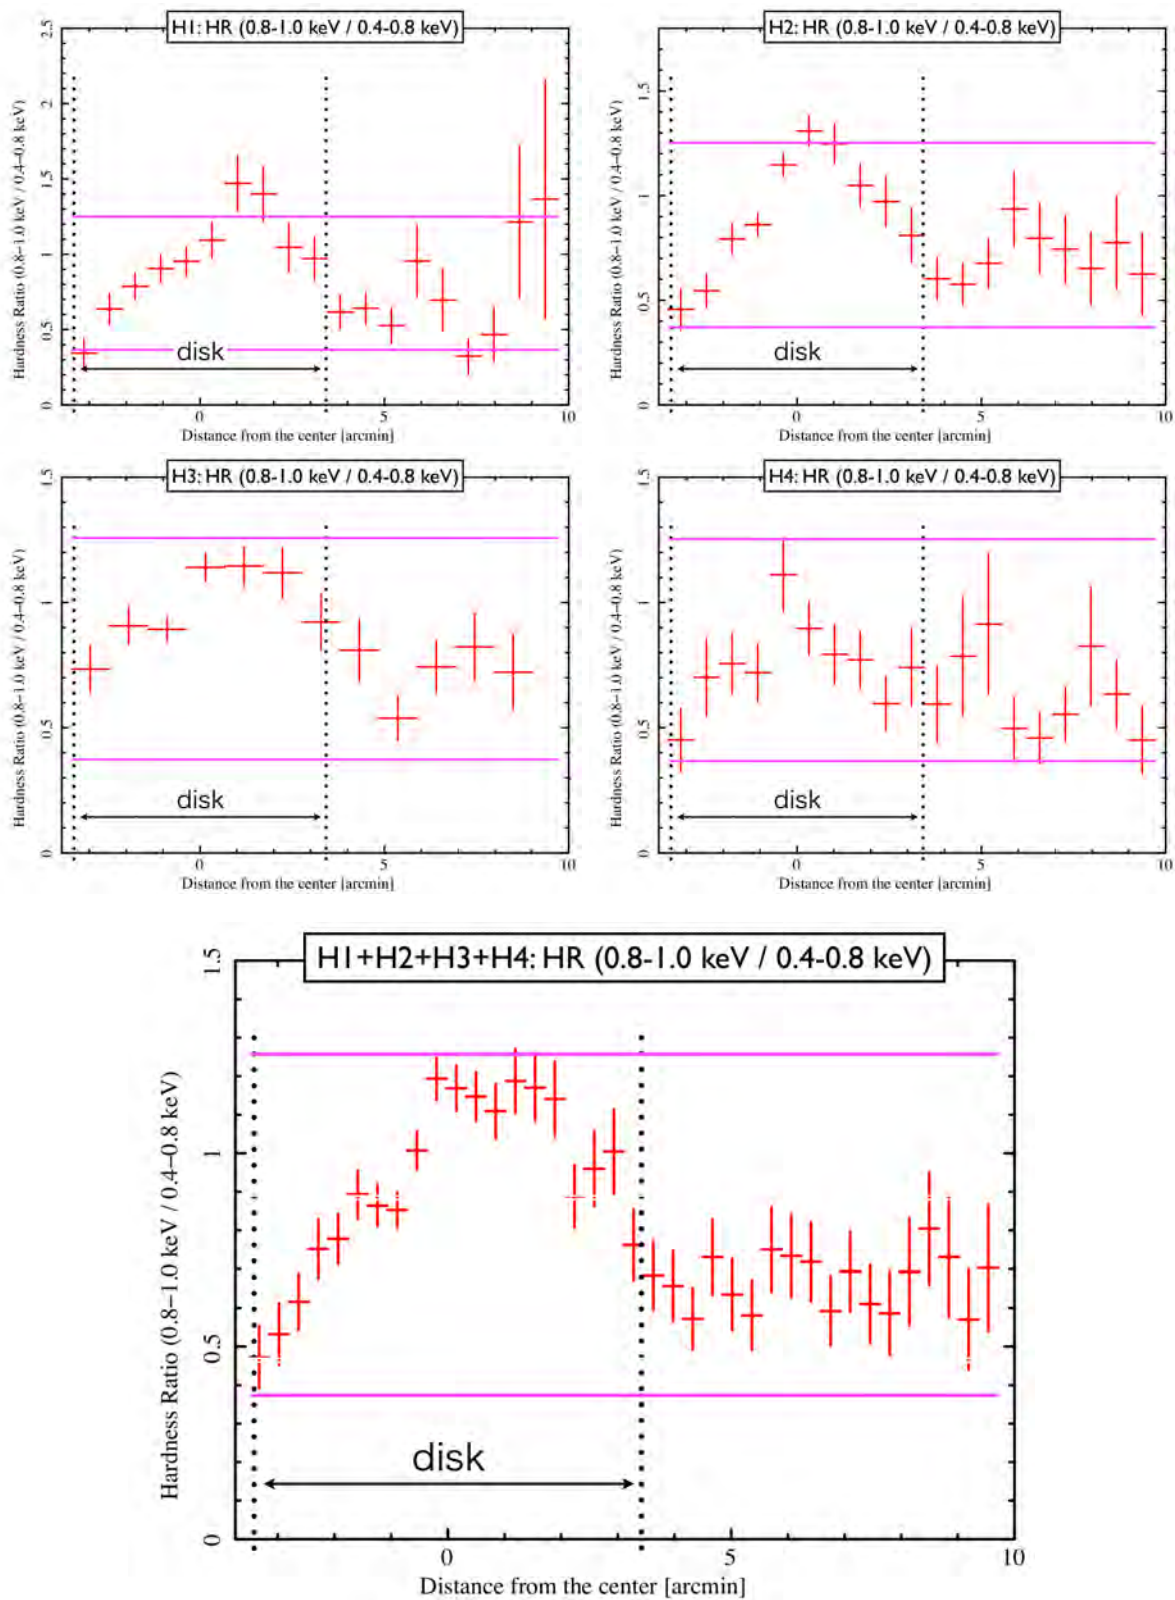 H1: HR (0.8-1.0 keV / 0.4-0.8 keV)
Hardness Ratio (0.8−1.0 keV / 0.4−0.8 keV)
2.5
2
1.5
1
0.5
0
disk
0 5 10
Distance from the center [arcmin]
H2: HR (0.8-1.0 keV / 0.4-0.8 keV)
Hardness Ratio (0.8−1.0 keV / 0.4−0.8 keV)
1.5
1
0.5
0
disk
0 5 10
Distance from the center [arcmin]
H3: HR (0.8-1.0 keV / 0.4-0.8 keV)
Hardness Ratio (0.8−1.0 keV / 0.4−0.8 keV)
1.5
1
0.5
0
disk
0 5 10
Distance from the center [arcmin]
H4: HR (0.8-1.0 keV / 0.4-0.8 keV)
Hardness Ratio (0.8−1.0 keV / 0.4−0.8 keV)
1.5
1
0.5
0
disk
0 5 10
Distance from the center [arcmin]
H1+H2+H3+H4: HR (0.8-1.0 keV / 0.4-0.8 keV)
Hardness Ratio (0.8−1.0 keV / 0.4−0.8 keV)
1.5
1
0.5
0
disk
0 5 10
Distance from the center [arcmin]